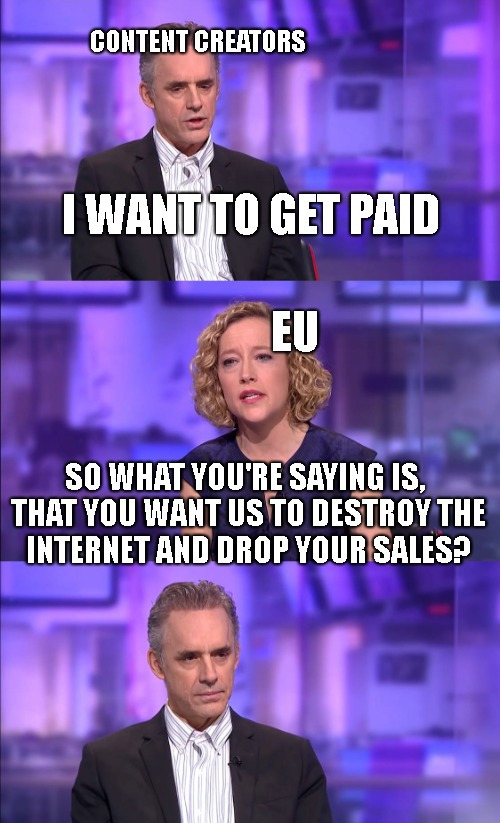 CONTENT CREATORS
I WANT TO GET PAID
EU
SO WHAT YOU'RE SAYING IS,
THAT YOU WANT US TO DESTROY THE
INTERNET AND DROP YOUR SALES?